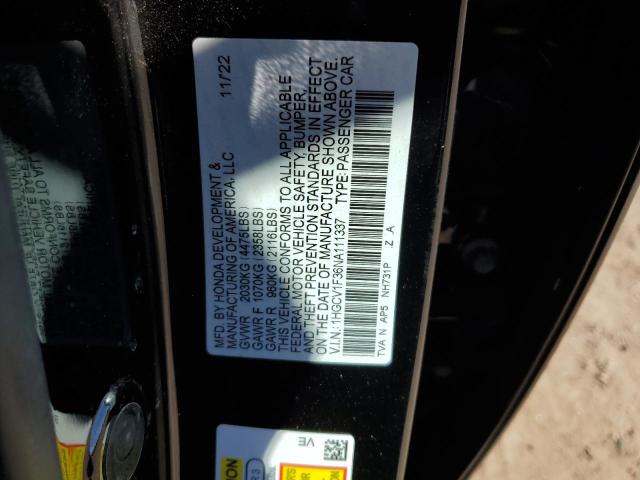 MFD. BY HONDA DEVELOPMENT & 11/22
MANUFACTURING OF AMERICA, LLC
GVWR 2030KG(4475LBS)
GAWR F 1070KG(2358LBS)
GAWR R 960KG(2116LBS)
THIS VEHICLE CONFORMS TO ALL APPLICABLE
FEDERAL MOTOR VEHICLE SAFETY, BUMPER,
AND THEFT PREVENTION STANDARDS IN EFFECT
ON THE DATE OF MANUFACTURE SHOWN ABOVE.
V.I.N.:1HGCV1F36NA111337 TYPE:PASSENGER CAR
TVA N AP5 NH731P Z A
VE